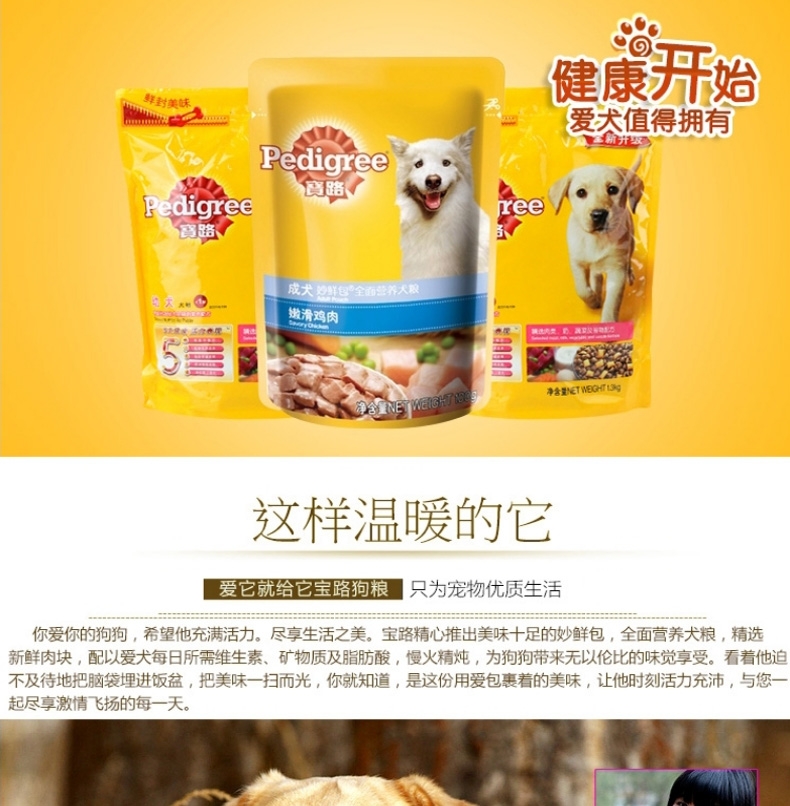 健康开始
爱犬值得拥有
鲜封美味
Pedigree
寶路
Pedigree
寶路
成犬 妙鲜包®全面营养犬粮
Adult Pouch
嫩滑鸡肉
Savory Chicken
净含量NET WEIGHT
全新升级
净含量NET WEIGHT 1.3kg
这样温暖的它
爱它就给它宝路狗粮 只为宠物优质生活
你爱你的狗狗，希望他充满活力。尽享生活之美。宝路精心推出美味十足的妙鲜包，全面营养犬粮，精选
新鲜肉块，配以爱犬每日所需维生素、矿物质及脂肪酸，慢火精炖，为狗狗带来无以伦比的味觉享受。看着他迫
不及待地把脑袋埋进饭盆，把美味一扫而光，你就知道，是这份用爱包裹着的美味，让他时刻活力充沛，与您一
起尽享激情飞扬的每一天。